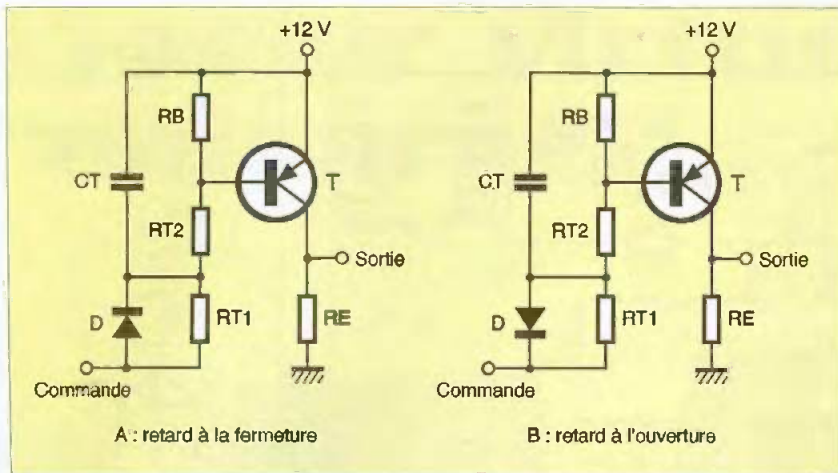 +12 V
RB
CT
T
RT2
Sortie
D
RT1
RE
Commande
A : retard à la fermeture
+12 V
RB
CT
T
RT2
Sortie
D
RT1
RE
Commande
B : retard à l'ouverture